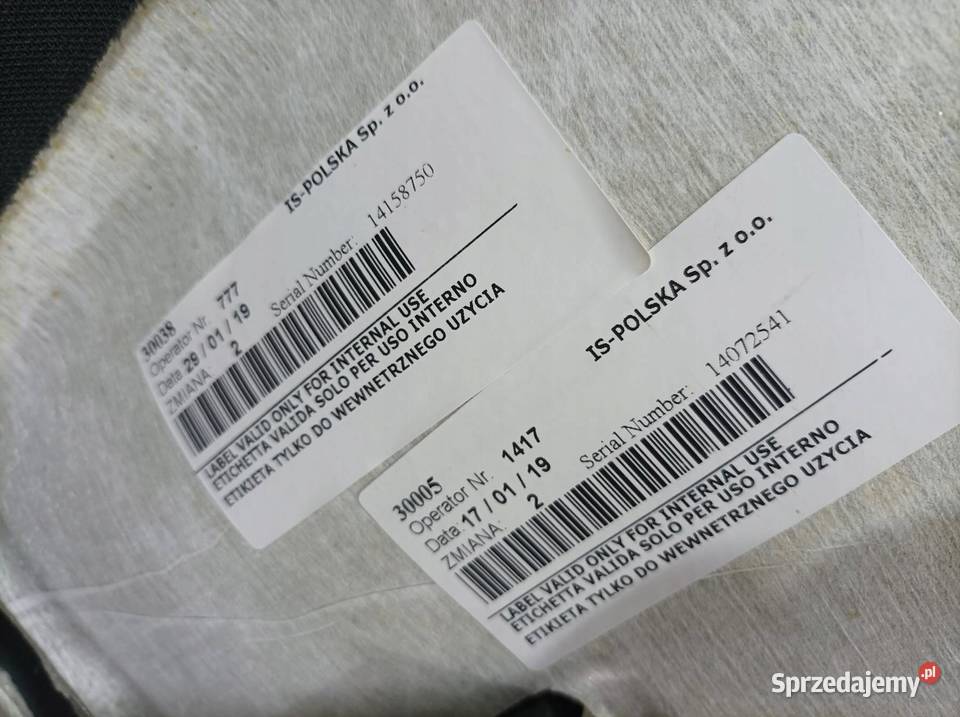 IS-POLSKA Sp. z o.o.
30038
Operator Nr. 777
Data: 29 / 01 / 19
ZMIANA: 2
Serial Number: 14158750
LABEL VALID ONLY FOR INTERNAL USE
ETICHETTA VALIDA SOLO PER USO INTERNO
ETIKIETA TYLKO DO WEWNETRZNEGO UZYCIA
IS-POLSKA Sp. z o.o.
30005
Operator Nr. 1417
Data: 17 / 01 / 19
ZMIANA: 2
Serial Number: 14072541
LABEL VALID ONLY FOR INTERNAL USE
ETICHETTA VALIDA SOLO PER USO INTERNO
ETIKIETA TYLKO DO WEWNETRZNEGO UZYCIA
Sprzedajemy.pl